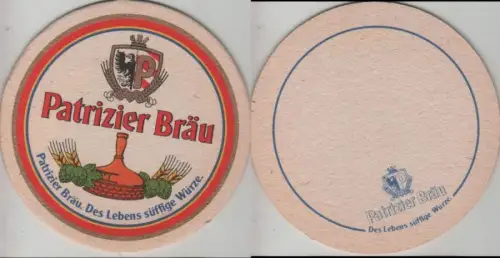 P
Patrizier Bräu
Patrizier Bräu. Des Lebens süffige Würze.
Patrizier Bräu
Des Lebens süffige Würze.